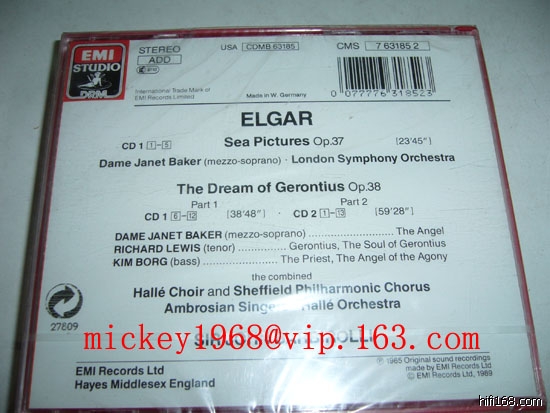 EMI
STUDIO
DRM
STEREO
ADD
USA CDMB 63185
CMS 7 63185 2
International Trade Mark of
EMI Records Limited
Made in W. Germany
0 077776 318523
ELGAR
CD 1 1-5 Sea Pictures Op.37 [23'45"]
Dame Janet Baker (mezzo-soprano) · London Symphony Orchestra
The Dream of Gerontius Op.38
Part 1 Part 2
CD 1 6-12 [38'48"] CD 2 1-13 [59'28"]
DAME JANET BAKER (mezzo-soprano) .................. The Angel
RICHARD LEWIS (tenor) .................. Gerontius, The Soul of Gerontius
KIM BORG (bass) .................. The Priest, The Angel of the Agony
the combined
Hallé Choir and Sheffield Philharmonic Chorus
Ambrosian Singers Hallé Orchestra
27809
mickey1968@vip.163.com
EMI Records Ltd
Hayes Middlesex England
℗ 1965 Original sound recordings
made by EMI Records Ltd
© EMI Records Ltd, 1989
hifi168.com